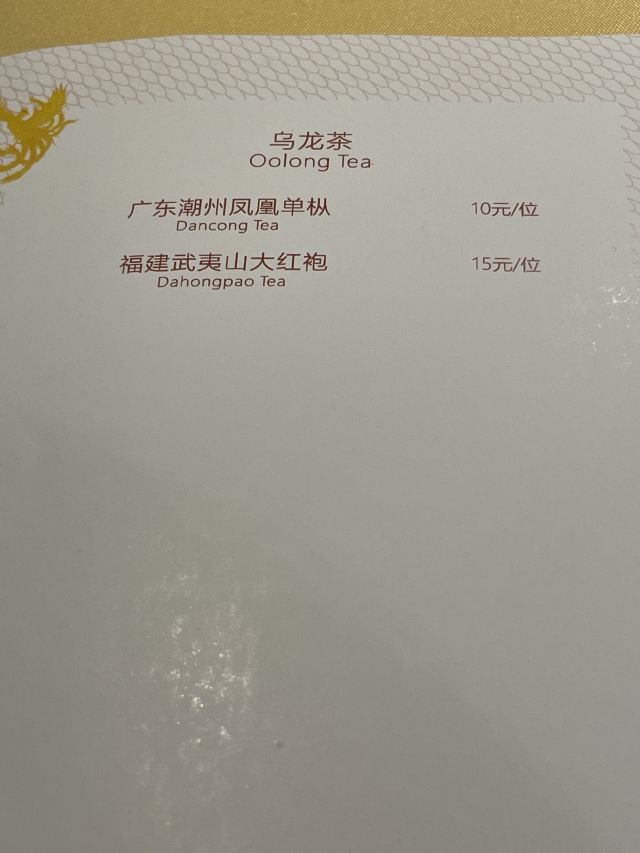 乌龙茶
Oolong Tea
广东潮州凤凰单枞 10元/位
Dancong Tea
福建武夷山大红袍 15元/位
Dahongpao Tea